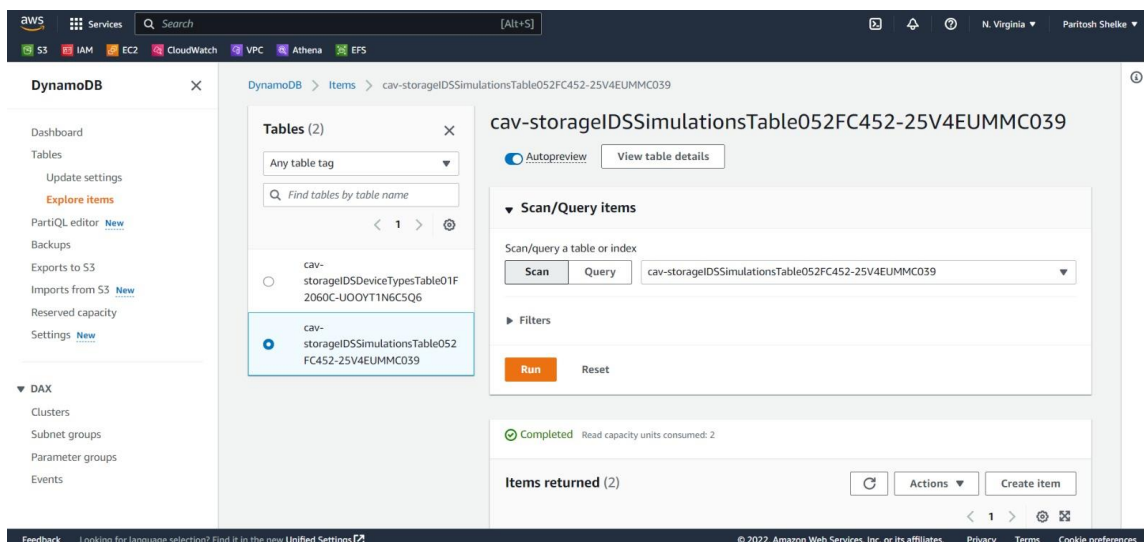 aws Services Search [Alt+S] N. Virginia Paritosh Shelke
S3 IAM EC2 CloudWatch VPC Athena EFS
DynamoDB
Dashboard
Tables
Update settings
Explore items
PartiQL editor New
Backups
Exports to S3
Imports from S3 New
Reserved capacity
Settings New
DAX
Clusters
Subnet groups
Parameter groups
Events
DynamoDB > Items > cav-storageIDSSimulationsTable052FC452-25V4EUMMC039
Tables (2)
Any table tag
Find tables by table name
1
cav-
storageIDSDeviceTypesTable01F
2060C-UOOYT1N6C5Q6
cav-
storageIDSSimulationsTable052
FC452-25V4EUMMC039
cav-storageIDSSimulationsTable052FC452-25V4EUMMC039
Autopreview View table details
Scan/Query items
Scan/query a table or index
Scan Query cav-storageIDSSimulationsTable052FC452-25V4EUMMC039
Filters
Run Reset
Completed Read capacity units consumed: 2
Items returned (2) Actions Create item
1
Feedback Looking for language selection? Find it in the new Unified Settings © 2022, Amazon Web Services, Inc. or its affiliates. Privacy Terms Cookie preferences